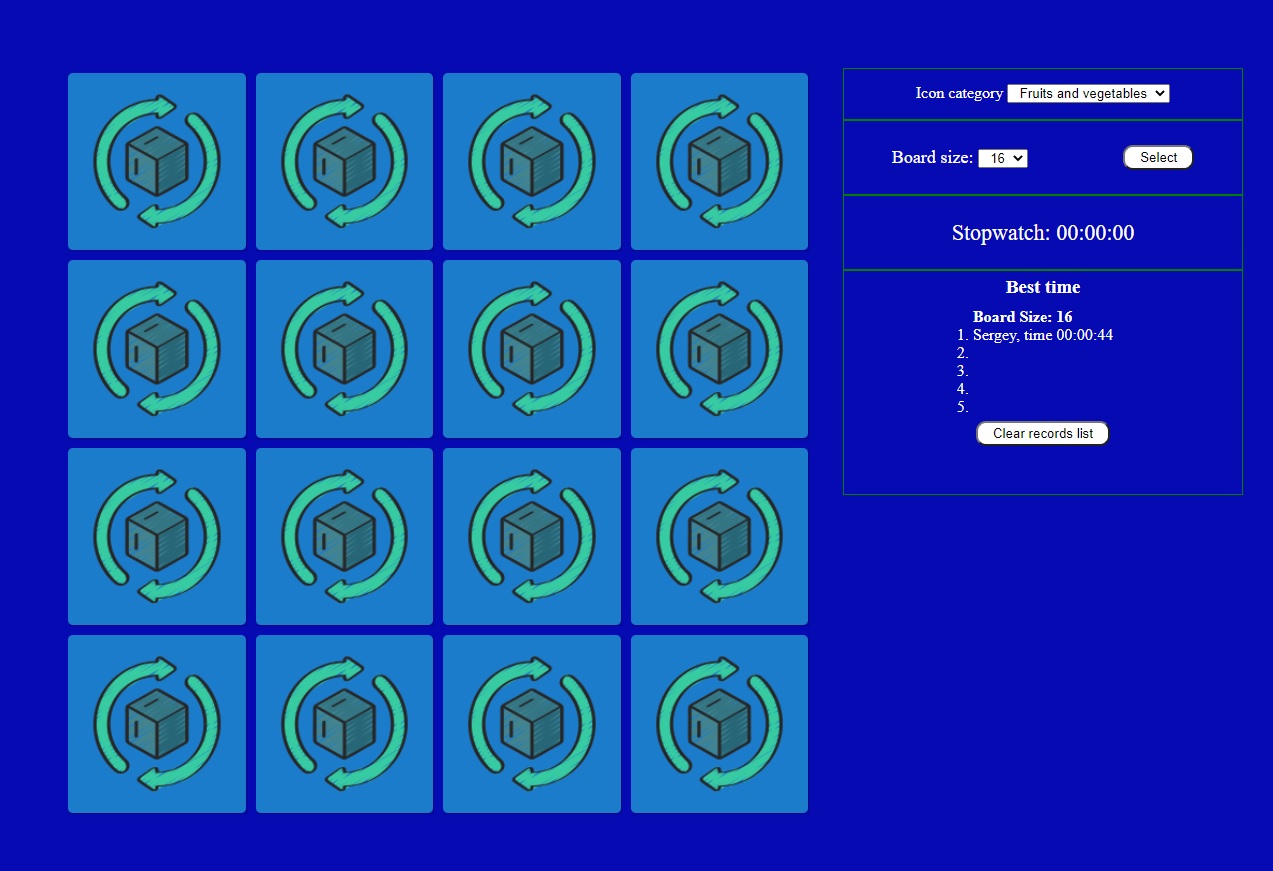 Icon category Fruits and vegetables
Board size: 16 Select
Stopwatch: 00:00:00
Best time
Board Size: 16
1. Sergey, time 00:00:44
2.
3.
4.
5.
Clear records list